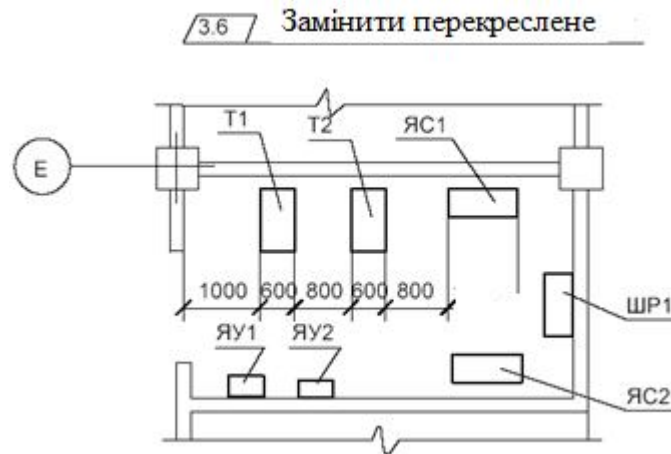 3.6 Замінити перекреслене
Т1 Т2 ЯС1
Е
1000 600 800 600 800
ШР1
ЯУ1 ЯУ2
ЯС2